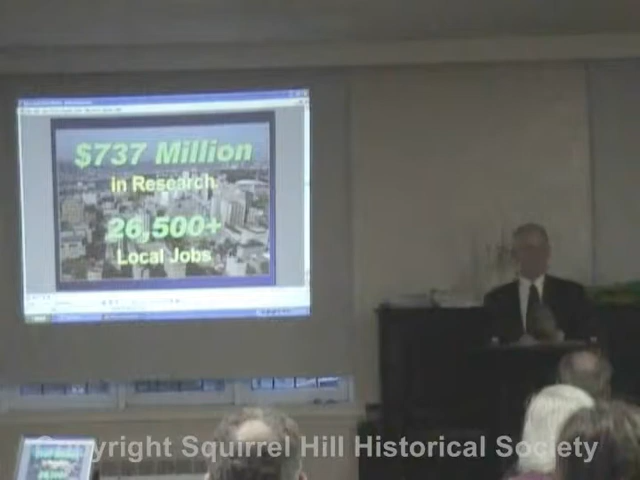 $737 Million
In Research
26,500+
Local Jobs
Copyright Squirrel Hill Historical Society